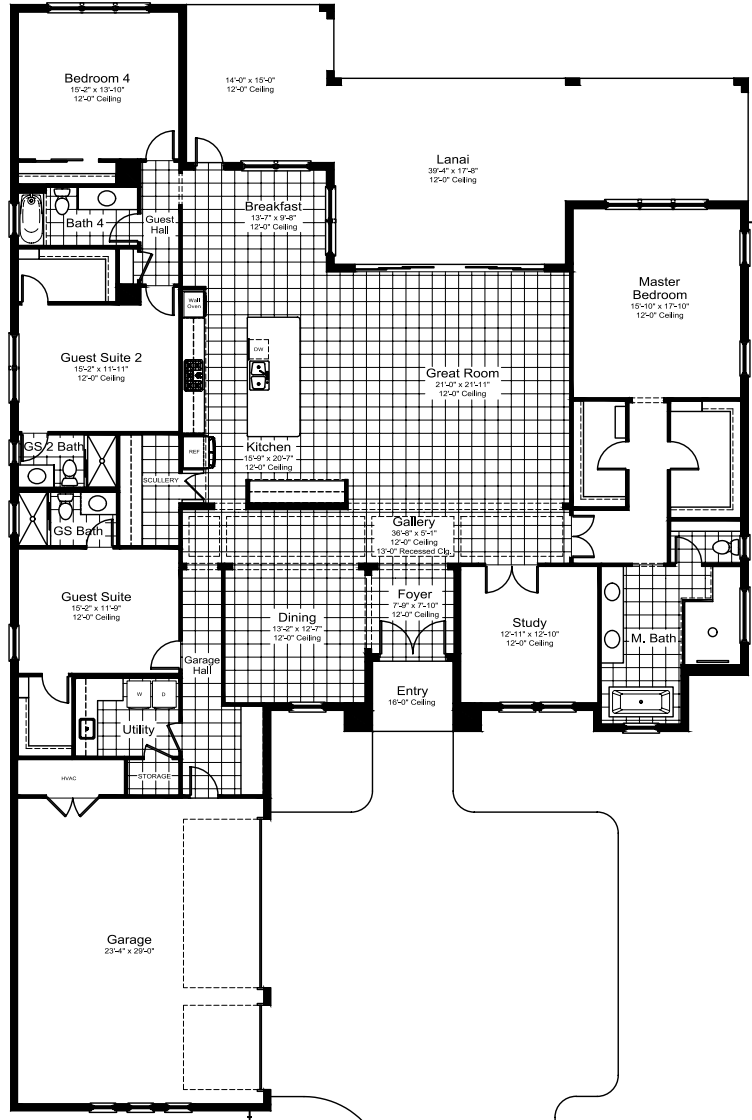 Bedroom 4
15'-2" x 13'-10"
12'-0" Ceiling
14'-0" x 15'-0"
12'-0" Ceiling
Lanai
39'-4" x 17'-8"
12'-0" Ceiling
Bath 4
Guest
Hall
Breakfast
13'-7" x 9'-8"
12'-0" Ceiling
Master
Bedroom
15'-10" x 17'-10"
12'-0" Ceiling
Wall
Oven
DW
Guest Suite 2
15'-2" x 11'-11"
12'-0" Ceiling
Great Room
21'-0" x 21'-11"
12'-0" Ceiling
GS 2 Bath
REF
Kitchen
15'-9" x 20'-7"
12'-0" Ceiling
SCULLERY
GS Bath
Gallery
36'-8" x 5'-1"
12'-0" Ceiling
13'-0" Recessed Clg.
Guest Suite
15'-2" x 11'-9"
12'-0" Ceiling
Foyer
7'-9" x 7'-10"
12'-0" Ceiling
Dining
13'-2" x 12'-7"
12'-0" Ceiling
Study
12'-11" x 12'-10"
12'-0" Ceiling
M. Bath
Garage
Hall
Entry
16'-0" Ceiling
W
D
Utility
HVAC
STORAGE
Garage
23'-4" x 29'-0"